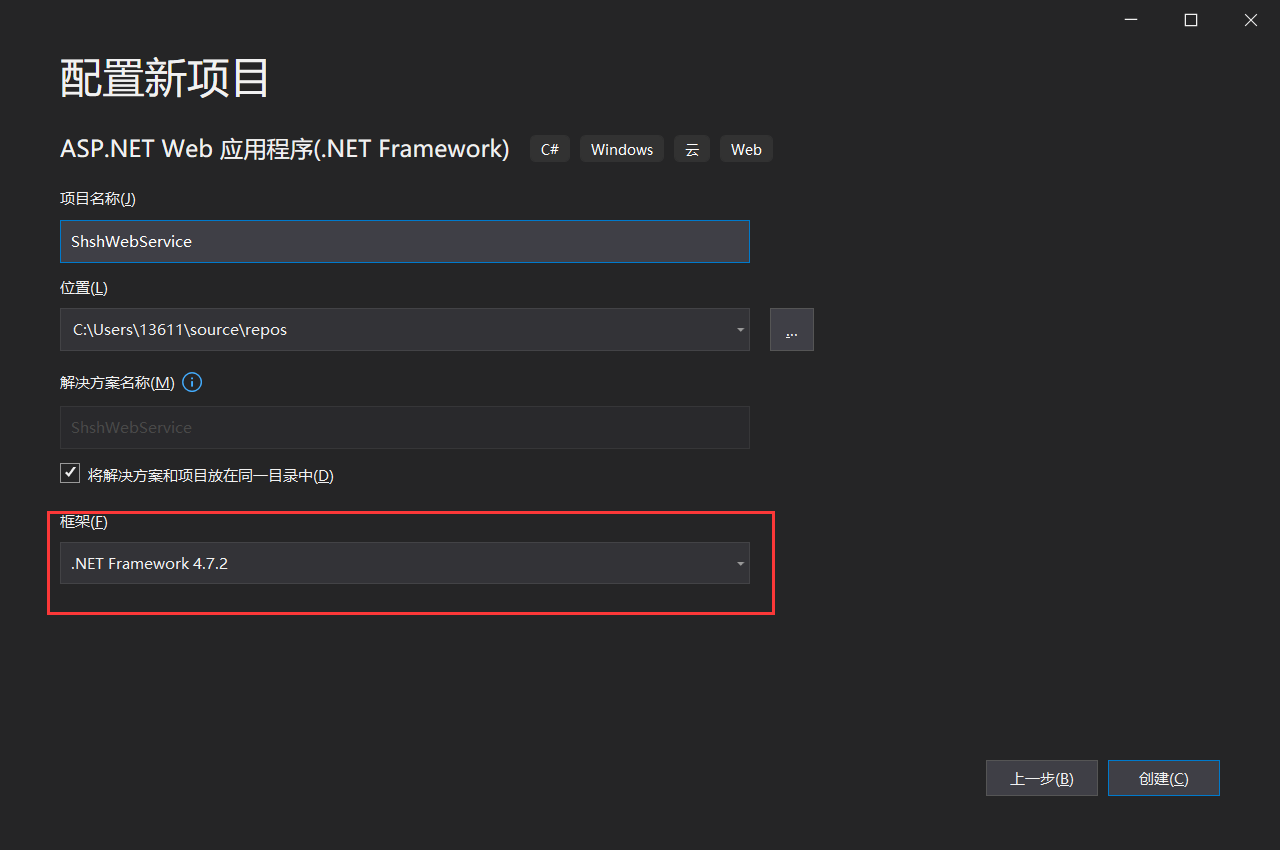 配置新项目
ASP.NET Web 应用程序(.NET Framework) C# Windows 云 Web
项目名称(J)
ShshWebService
位置(L)
C:\Users\13611\source\repos
...
解决方案名称(M)
ShshWebService
将解决方案和项目放在同一目录中(D)
框架(F)
.NET Framework 4.7.2
上一步(B) 创建(C)